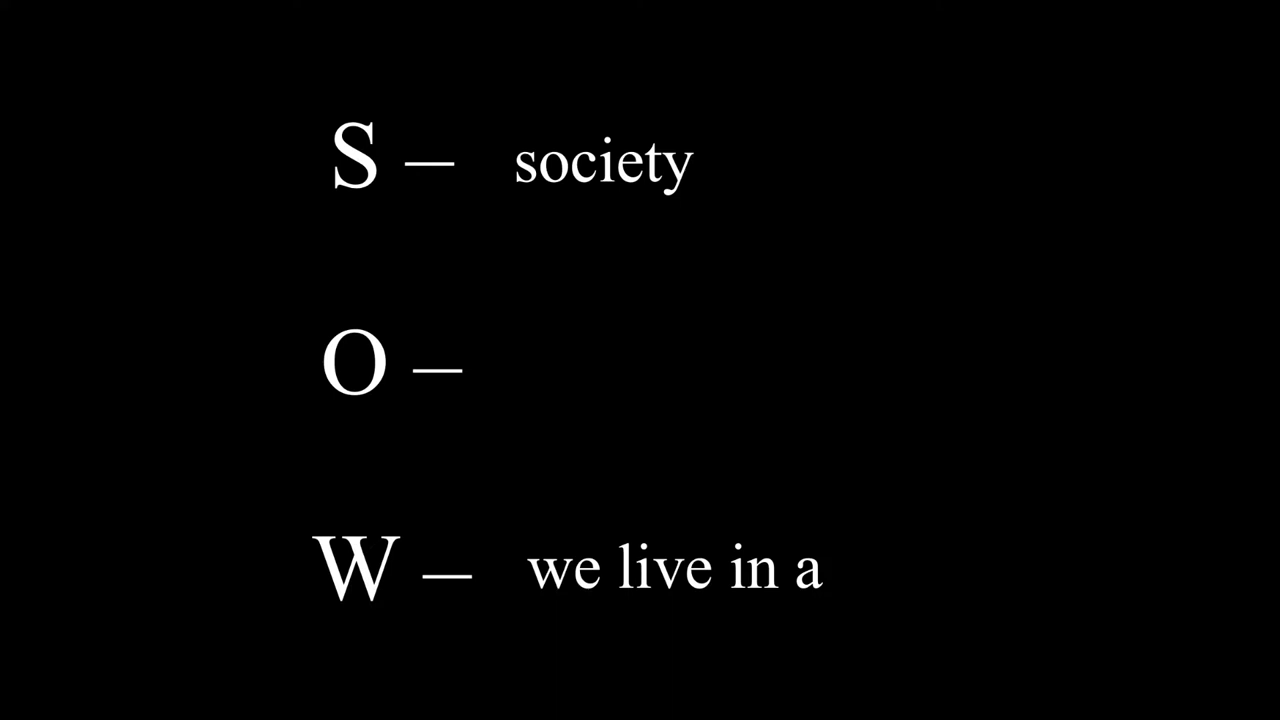 S – society
O –
W – we live in a